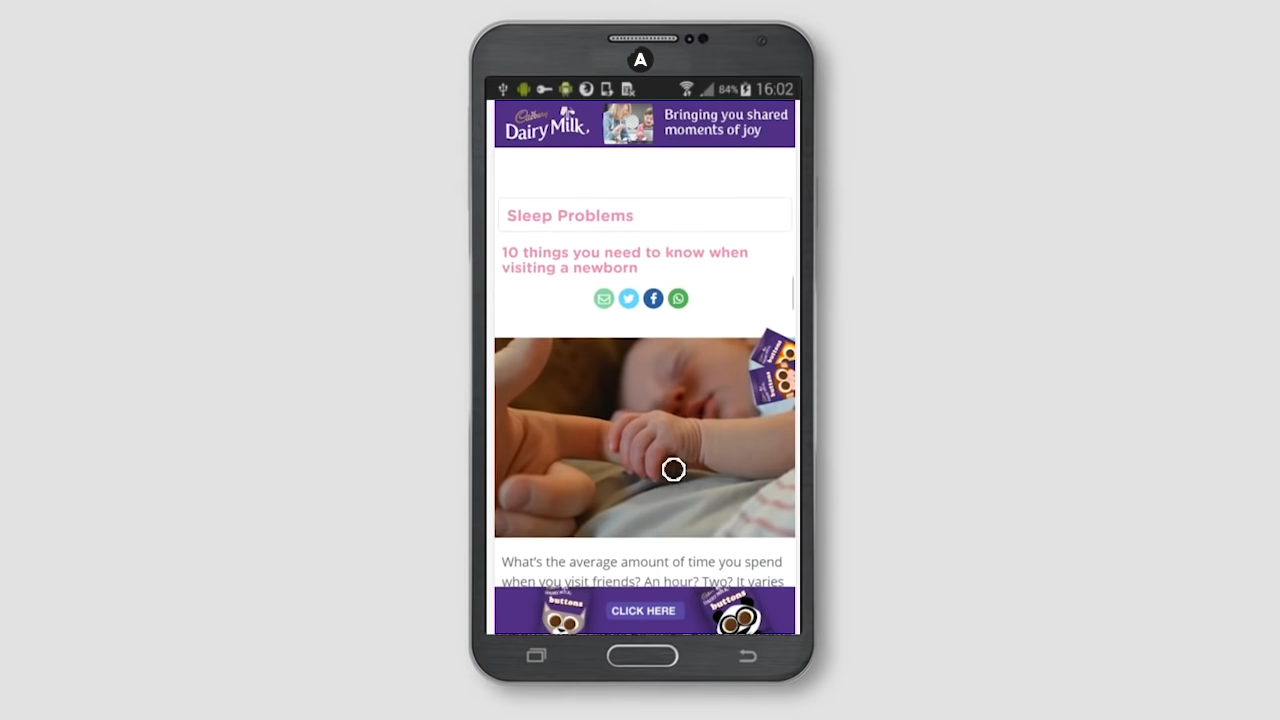 A
84% 16.02
Cadbury
Dairy Milk
Bringing you shared
moments of joy
Sleep Problems
10 things you need to know when
visiting a newborn
buttons
buttons
What's the average amount of time you spend
when you visit friends? An hour? Two? It varies
buttons
CLICK HERE
buttons